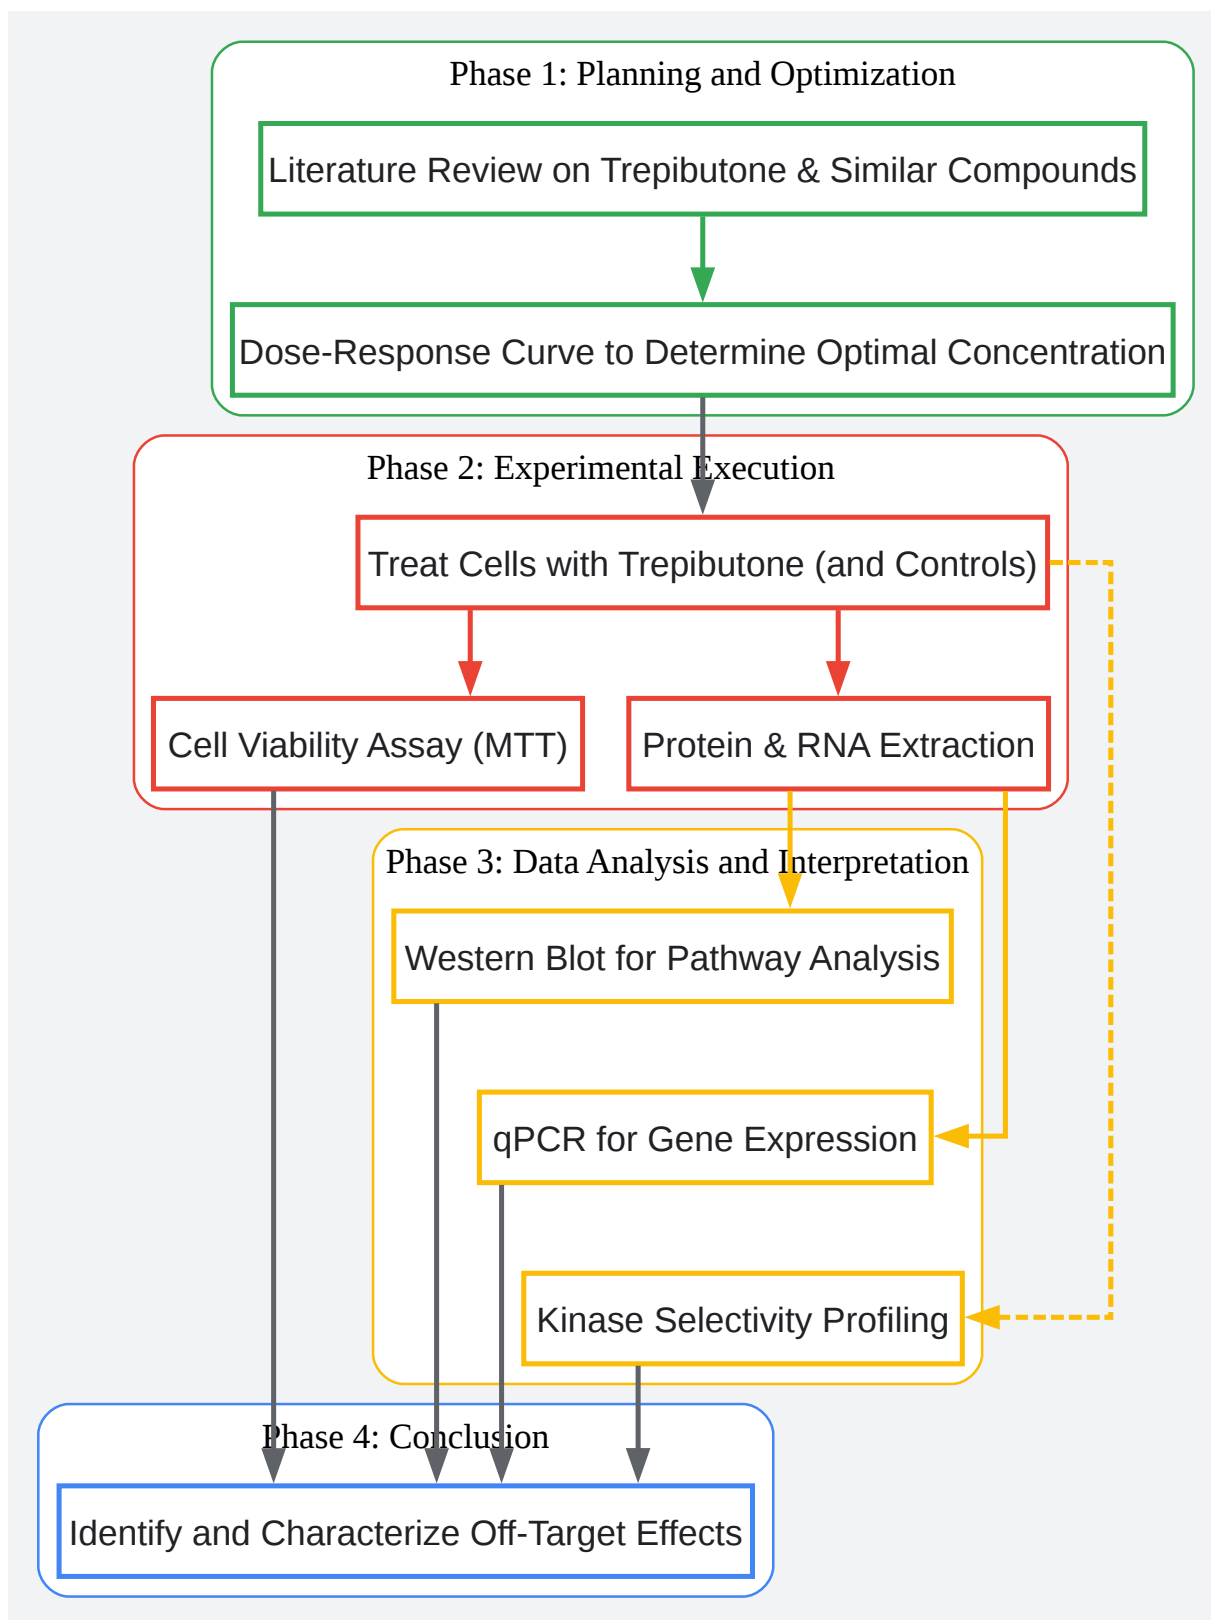 Phase 1: Planning and Optimization
Literature Review on Trepibutone & Similar Compounds
Dose-Response Curve to Determine Optimal Concentration
Phase 2: Experimental Execution
Treat Cells with Trepibutone (and Controls)
Cell Viability Assay (MTT)
Protein & RNA Extraction
Phase 3: Data Analysis and Interpretation
Western Blot for Pathway Analysis
qPCR for Gene Expression
Kinase Selectivity Profiling
Phase 4: Conclusion
Identify and Characterize Off-Target Effects